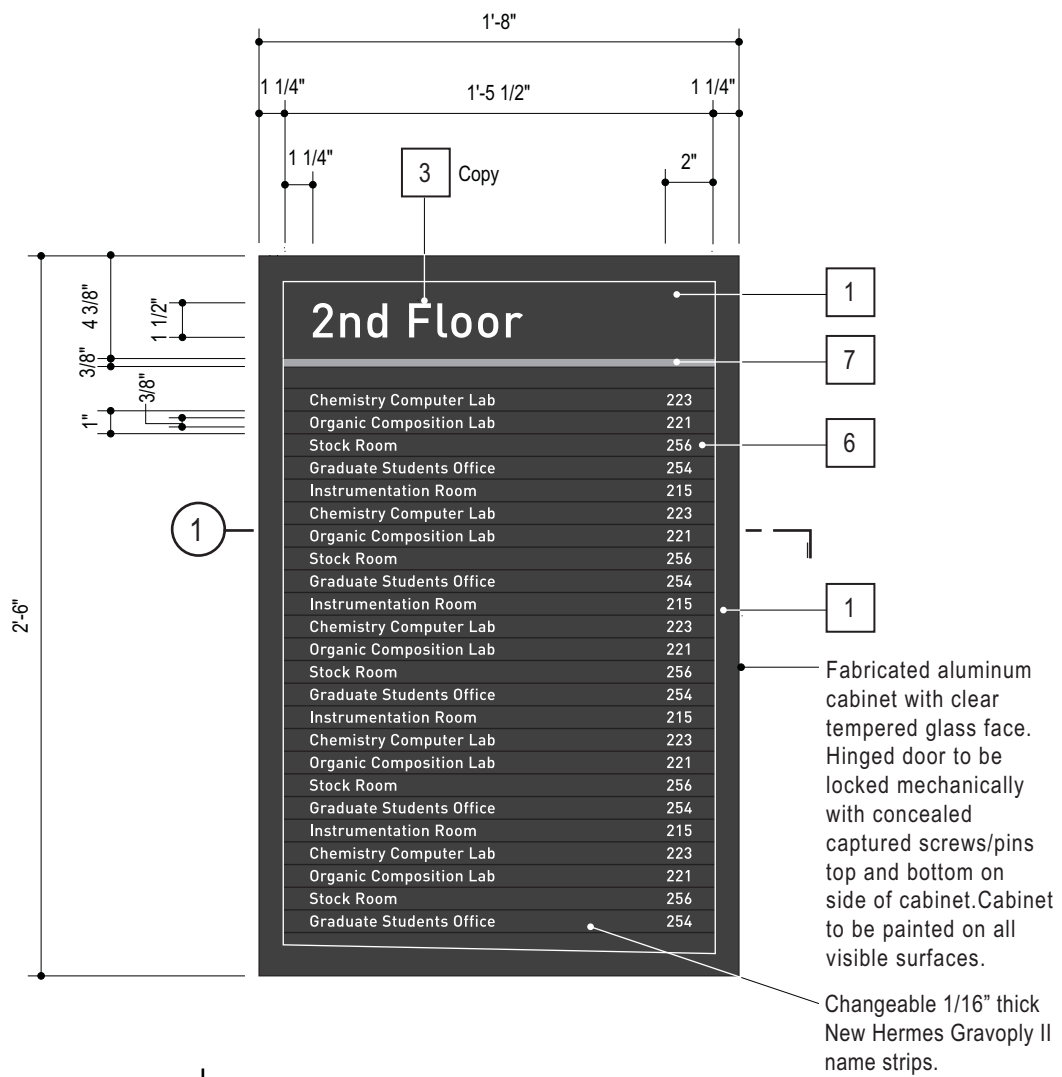 1'-8"
1 1/4" 1'-5 1/2" 1 1/4"
1 1/4" 3 Copy 2"
4 3/8"
1 1/2"
3/8"
3/8"
1"
2'-6"
2nd Floor
1
7
Chemistry Computer Lab 223
Organic Composition Lab 221
Stock Room 256
6
Graduate Students Office 254
Instrumentation Room 215
Chemistry Computer Lab 223
1
Organic Composition Lab 221
Stock Room 256
Graduate Students Office 254
Instrumentation Room 215
1
Chemistry Computer Lab 223
Organic Composition Lab 221
Stock Room 256
Graduate Students Office 254
Instrumentation Room 215
Chemistry Computer Lab 223
Organic Composition Lab 221
Stock Room 256
Graduate Students Office 254
Instrumentation Room 215
Chemistry Computer Lab 223
Organic Composition Lab 221
Stock Room 256
Graduate Students Office 254
Fabricated aluminum
cabinet with clear
tempered glass face.
Hinged door to be
locked mechanically
with concealed
captured screws/pins
top and bottom on
side of cabinet.Cabinet
to be painted on all
visible surfaces.
Changeable 1/16” thick
New Hermes Gravoply II
name strips.